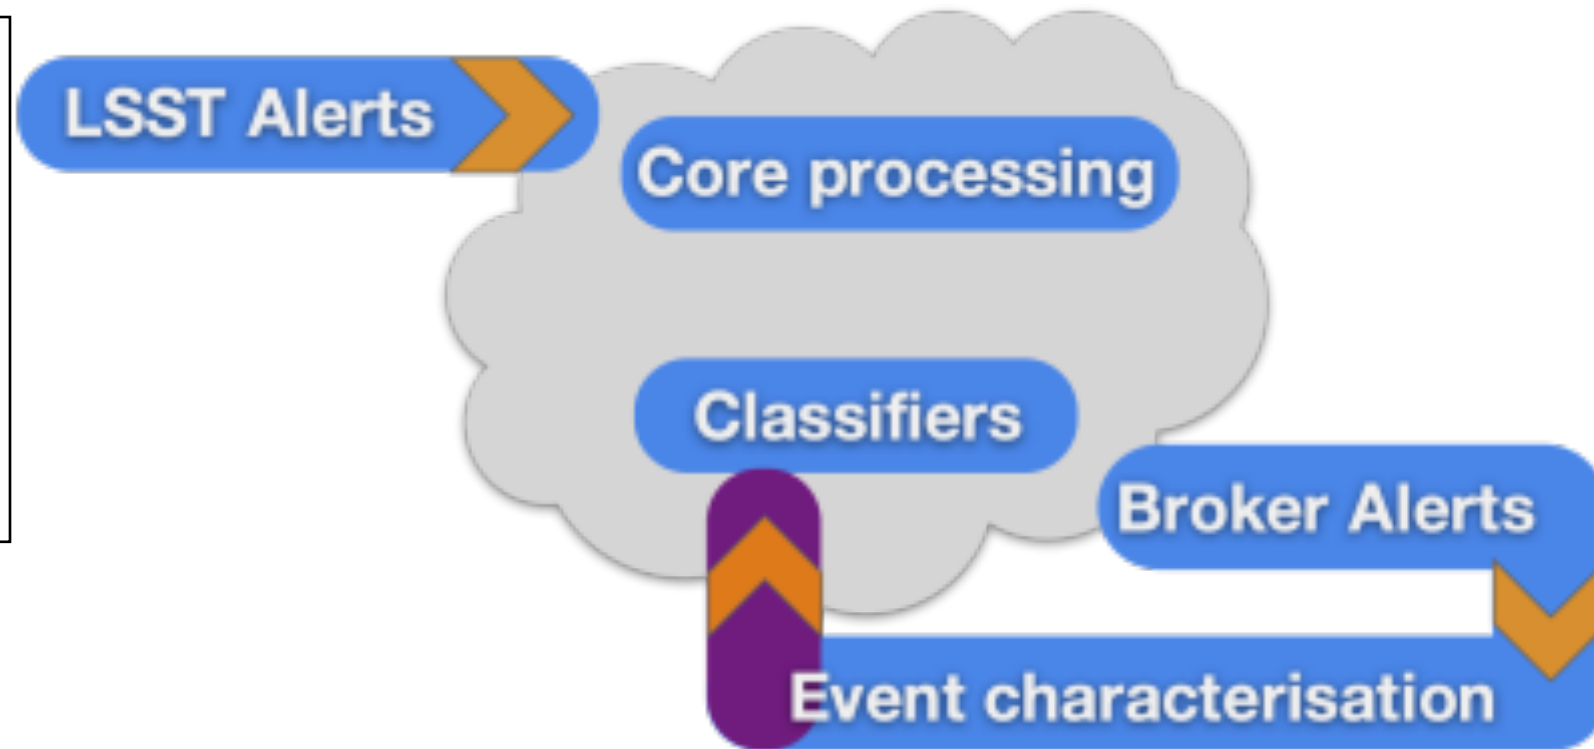 LSST Alerts
Core processing
Classifiers
Broker Alerts
Event characterisation